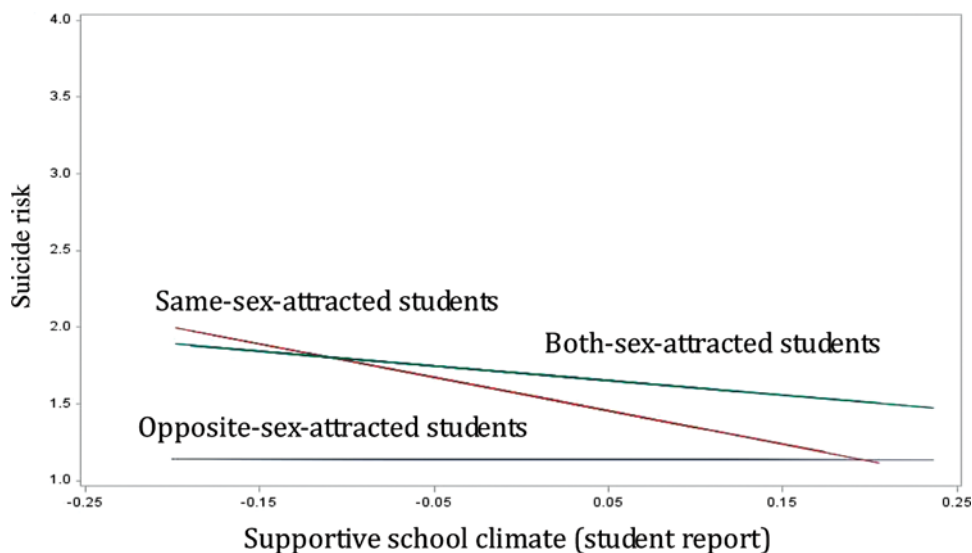 4.0
3.5
3.0
2.5
2.0
1.5
1.0
Suicide risk
Same-sex-attracted students
Both-sex-attracted students
Opposite-sex-attracted students
-0.25 -0.15 -0.05 0.05 0.15 0.25
Supportive school climate (student report)